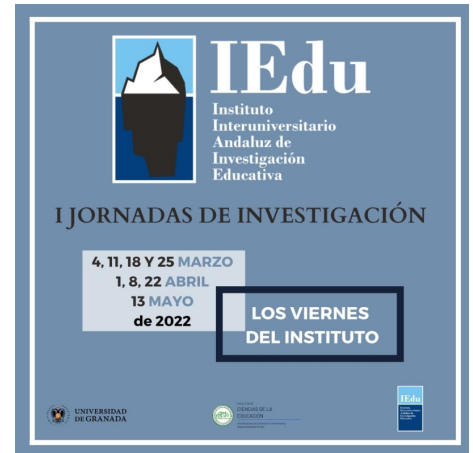 IEdu
Instituto
Interuniversitario
Andaluz de
Investigación
Educativa
I JORNADAS DE INVESTIGACIÓN
4, 11, 18 Y 25 MARZO
1, 8, 22 ABRIL
13 MAYO
de 2022
LOS VIERNES
DEL INSTITUTO
UNIVERSIDAD
DE GRANADA
CIENCIAS DE LA
EDUCACIÓN
IEdu